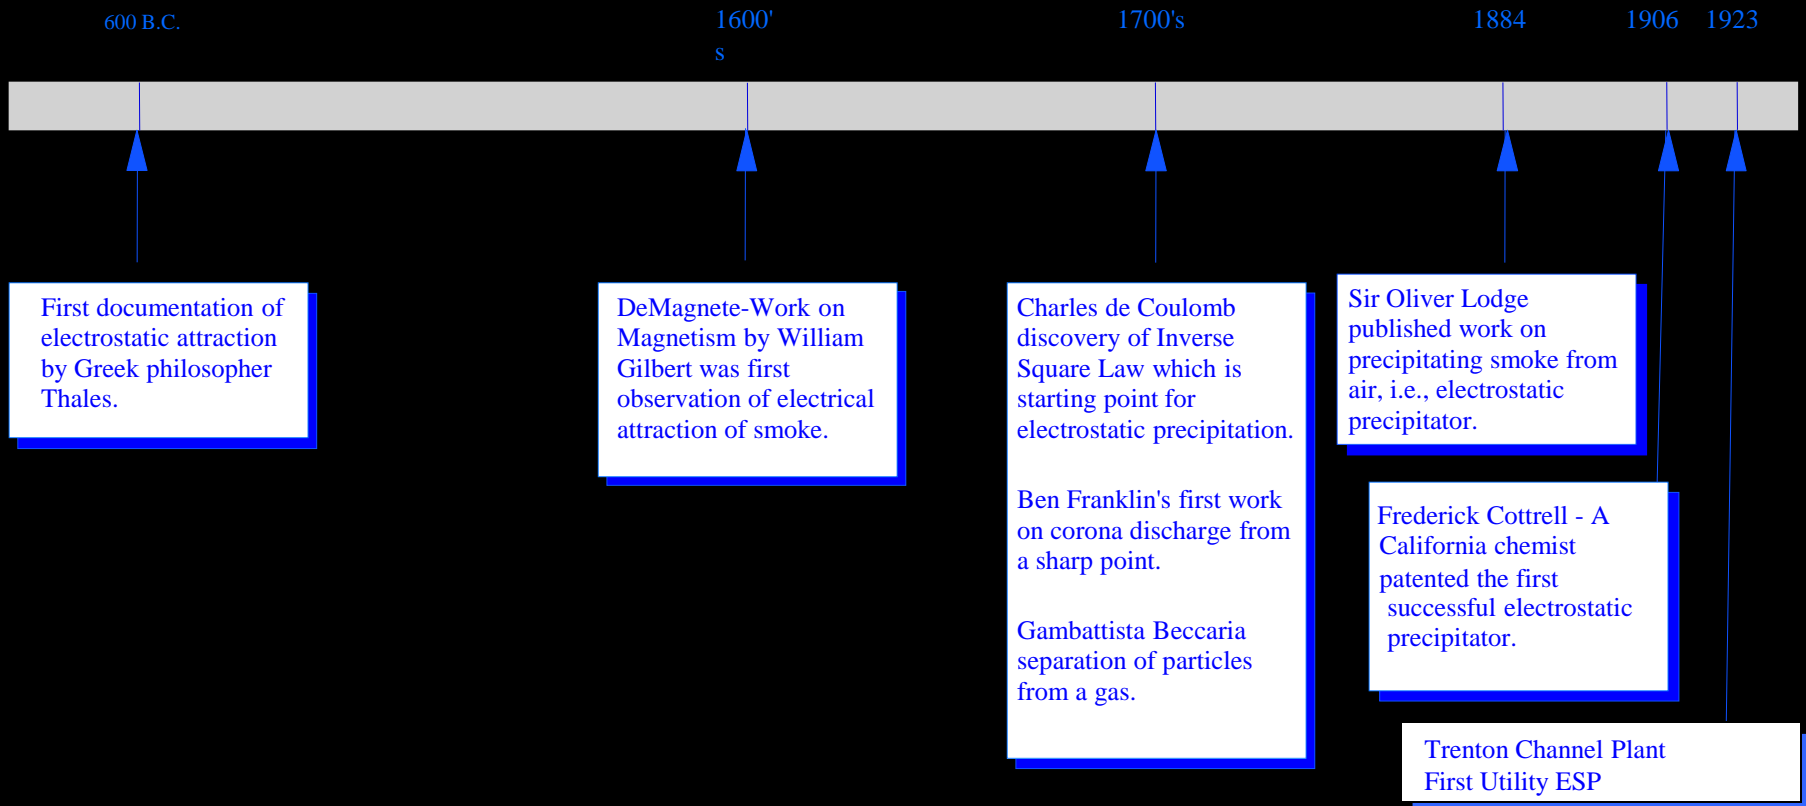 600 B.C.
1600'
s
1700's
1884
1906
1923
First documentation of
electrostatic attraction
by Greek philosopher
Thales.
DeMagnete-Work on
Magnetism by William
Gilbert was first
observation of electrical
attraction of smoke.
Charles de Coulomb
discovery of Inverse
Square Law which is
starting point for
electrostatic precipitation.
Ben Franklin's first work
on corona discharge from
a sharp point.
Gambattista Beccaria
separation of particles
from a gas.
Sir Oliver Lodge
published work on
precipitating smoke from
air, i.e., electrostatic
precipitator.
Frederick Cottrell - A
California chemist
patented the first
successful electrostatic
precipitator.
Trenton Channel Plant
First Utility ESP